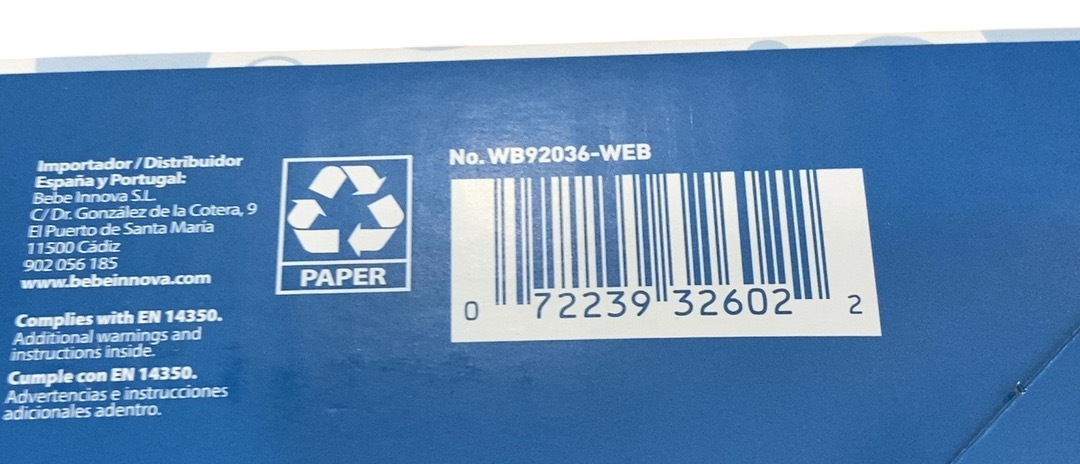 Importador / Distribuidor
España y Portugal:
Bebe Innova S.L.
C/ Dr. González de la Cotera, 9
El Puerto de Santa Maria
11500 Cádiz
902 056 185
www.bebeinnova.com
Complies with EN 14350.
Additional warnings and
instructions inside.
Cumple con EN 14350.
Advertencias e instrucciones
adicionales adentro.
PAPER
No. WB92036-WEB
0 72239 32602 2